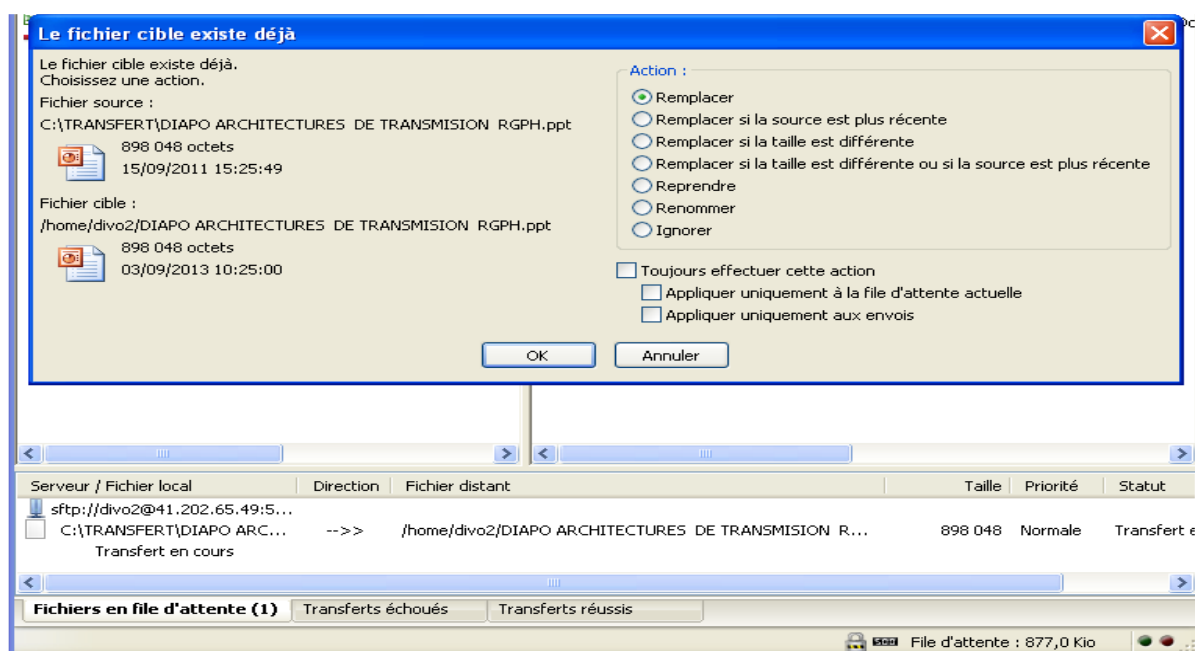 Le fichier cible existe déjà
Le fichier cible existe déjà.
Choisissez une action.
Fichier source :
C:\TRANSFERT\DIAPO ARCHITECTURES  DE TRANSMISION  RGPH.ppt
898 048 octets
15/09/2011 15:25:49
Fichier cible :
/home/divo2/DIAPO ARCHITECTURES  DE TRANSMISION  RGPH.ppt
898 048 octets
03/09/2013 10:25:00
Action :
Remplacer
Remplacer si la source est plus récente
Remplacer si la taille est différente
Remplacer si la taille est différente ou si la source est plus récente
Reprendre
Renommer
Ignorer
Toujours effectuer cette action
Appliquer uniquement à la file d'attente actuelle
Appliquer uniquement aux envois
OK
Annuler
Serveur / Fichier local Direction Fichier distant Taille Priorité Statut
sftp://divo2@41.202.65.49:5...
C:\TRANSFERT\DIAPO ARC... -->> /home/divo2/DIAPO ARCHITECTURES  DE TRANSMISION  R... 898 048 Normale Transfert e
Transfert en cours
Fichiers en file d'attente (1) Transferts échoués Transferts réussis
File d'attente : 877,0 Kio